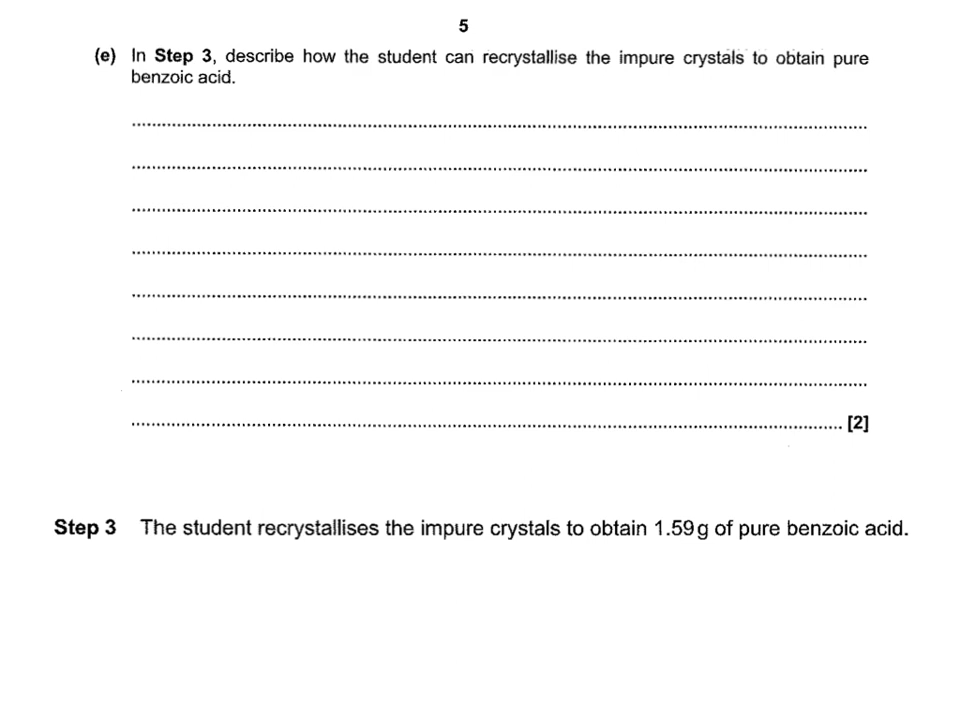 5
(e) In Step 3, describe how the student can recrystallise the impure crystals to obtain pure
benzoic acid.
[2]
Step 3 The student recrystallises the impure crystals to obtain 1.59 g of pure benzoic acid.